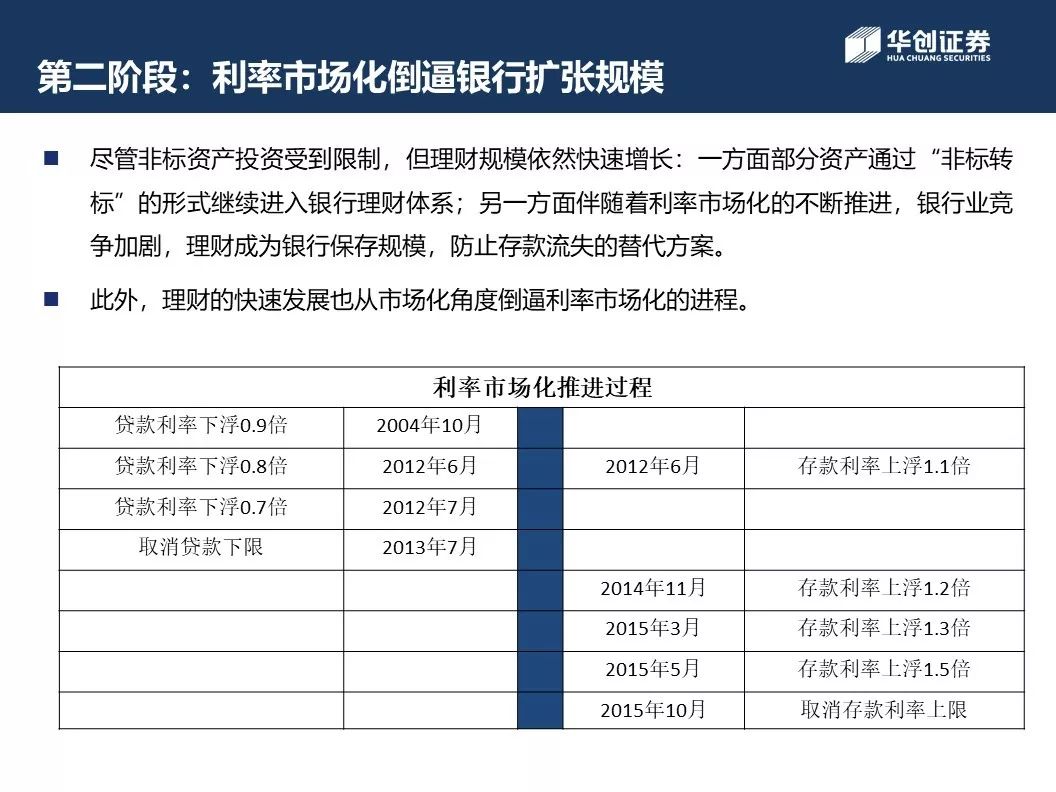 华创证券
HUA CHUANG SECURITIES
第二阶段：利率市场化倒逼银行扩张规模
尽管非标资产投资受到限制，但理财规模依然快速增长：一方面部分资产通过“非标转
标”的形式继续进入银行理财体系；另一方面伴随着利率市场化的不断推进，银行业竞
争加剧，理财成为银行保存规模，防止存款流失的替代方案。
此外，理财的快速发展也从市场化角度倒逼利率市场化的进程。
利率市场化推进过程
贷款利率下浮0.9倍 2004年10月
贷款利率下浮0.8倍 2012年6月 2012年6月 存款利率上浮1.1倍
贷款利率下浮0.7倍 2012年7月
取消贷款下限 2013年7月
2014年11月 存款利率上浮1.2倍
2015年3月 存款利率上浮1.3倍
2015年5月 存款利率上浮1.5倍
2015年10月 取消存款利率上限